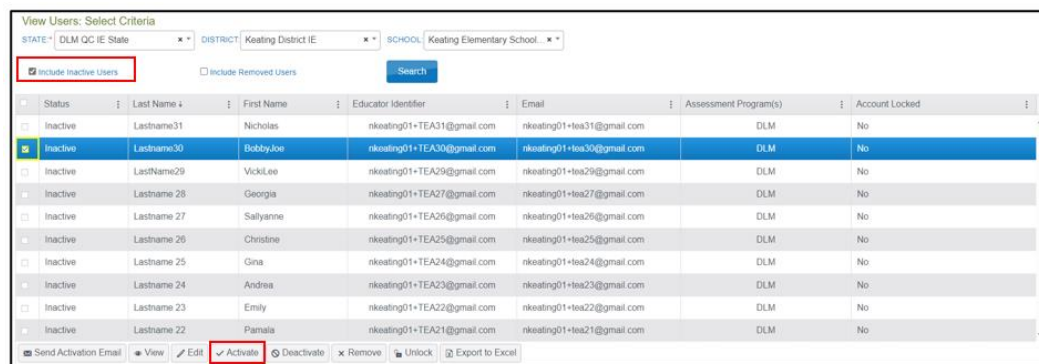 View Users: Select Criteria
STATE:* DLM QC IE State DISTRICT: Keating District IE SCHOOL: Keating Elementary School...
Include Inactive Users Include Removed Users Search
Status Last Name First Name Educator Identifier Email Assessment Program(s) Account Locked
Inactive Lastname31 Nicholas nkeating01+TEA31@gmail.com nkeating01+tea31@gmail.com DLM No
Inactive Lastname30 BobbyJoe nkeating01+TEA30@gmail.com nkeating01+tea30@gmail.com DLM No
Inactive LastName29 VickiLee nkeating01+TEA29@gmail.com nkeating01+tea29@gmail.com DLM No
Inactive Lastname 28 Georgia nkeating01+TEA27@gmail.com nkeating01+tea27@gmail.com DLM No
Inactive Lastname 27 Sallyanne nkeating01+TEA26@gmail.com nkeating01+tea26@gmail.com DLM No
Inactive Lastname 26 Christine nkeating01+TEA25@gmail.com nkeating01+tea25@gmail.com DLM No
Inactive Lastname 25 Gina nkeating01+TEA24@gmail.com nkeating01+tea24@gmail.com DLM No
Inactive Lastname 24 Andrea nkeating01+TEA23@gmail.com nkeating01+tea23@gmail.com DLM No
Inactive Lastname 23 Emily nkeating01+TEA22@gmail.com nkeating01+tea22@gmail.com DLM No
Inactive Lastname 22 Pamala nkeating01+TEA21@gmail.com nkeating01+tea21@gmail.com DLM No
Send Activation Email View Edit Activate Deactivate Remove Unlock Export to Excel